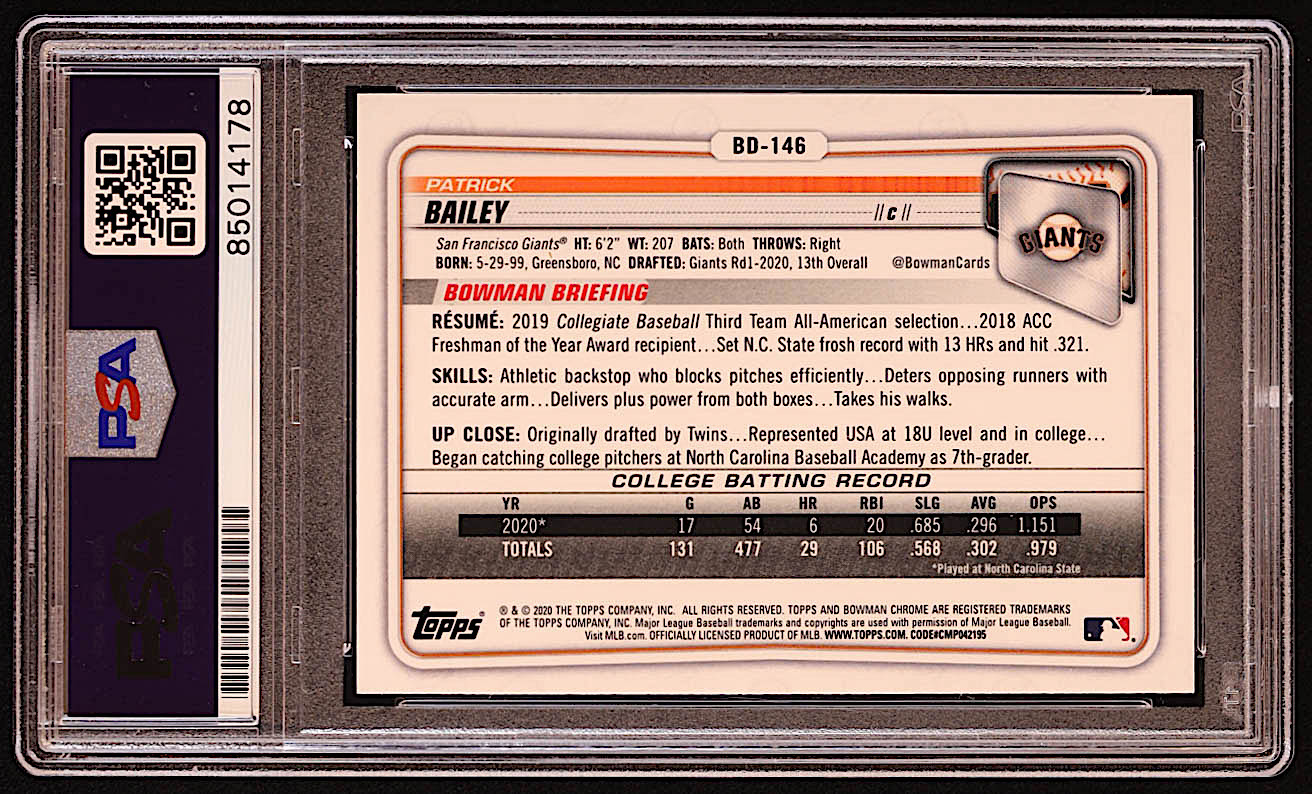 85014178
PSA
PSA
BD-146
PATRICK
BAILEY //C//
GIANTS
San Francisco Giants® HT: 6'2" WT: 207 BATS: Both THROWS: Right
BORN: 5-29-99, Greensboro, NC DRAFTED: Giants Rd1-2020, 13th Overall @BowmanCards
BOWMAN BRIEFING
RÉSUMÉ: 2019 Collegiate Baseball Third Team All-American selection...2018 ACC
Freshman of the Year Award recipient...Set N.C. State frosh record with 13 HRs and hit .321.
SKILLS: Athletic backstop who blocks pitches efficiently...Deters opposing runners with
accurate arm...Delivers plus power from both boxes...Takes his walks.
UP CLOSE: Originally drafted by Twins...Represented USA at 18U level and in college...
Began catching college pitchers at North Carolina Baseball Academy as 7th-grader.
COLLEGE BATTING RECORD
YR G AB HR RBI SLG AVG OPS
2020* 17 54 6 20 .685 .296 1.151
TOTALS 131 477 29 106 .568 .302 .979
*Played at North Carolina State
Topps®
® & © 2020 THE TOPPS COMPANY, INC. ALL RIGHTS RESERVED. TOPPS AND BOWMAN CHROME ARE REGISTERED TRADEMARKS
OF THE TOPPS COMPANY, INC. Major League Baseball trademarks and copyrights are used with permission of Major League Baseball.
Visit MLB.com. OFFICIALLY LICENSED PRODUCT OF MLB. WWW.TOPPS.COM. CODE#CMP042195
PSA